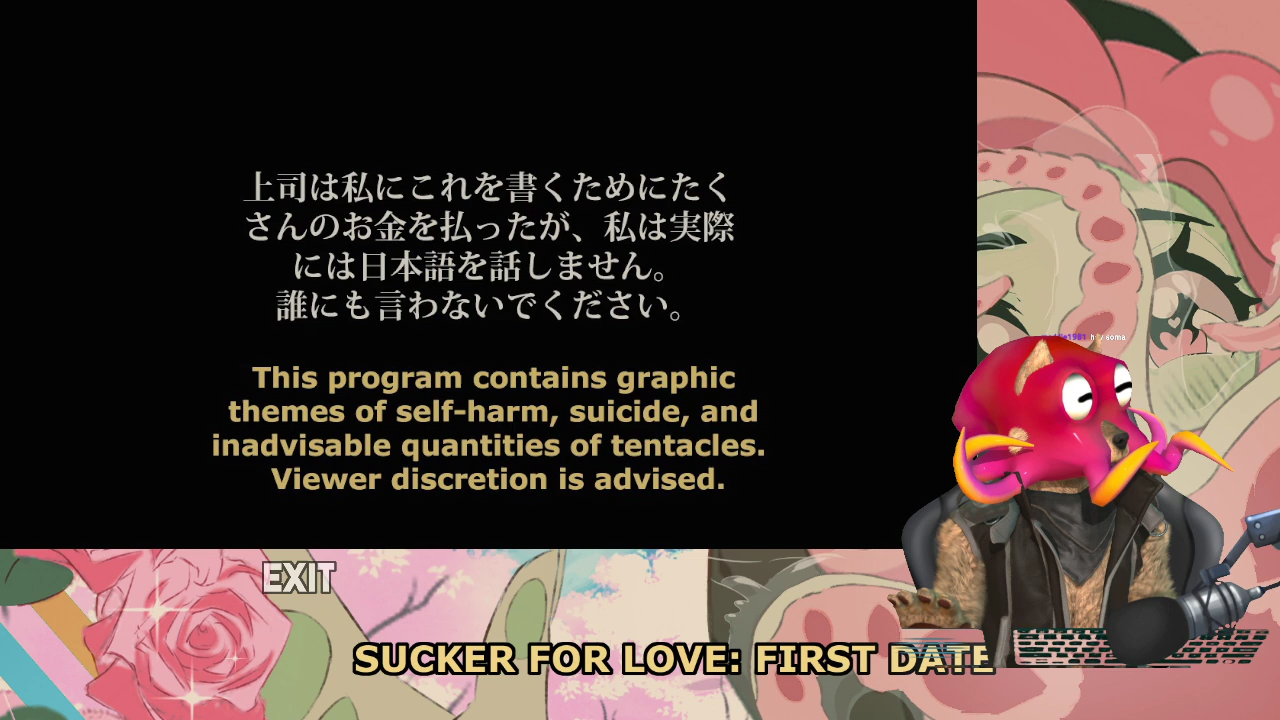 上司は私にこれを書くためにたく
さんのお金を払ったが、私は実際
には日本語を話しません。
誰にも言わないでください。
This program contains graphic
themes of self-harm, suicide, and
inadvisable quantities of tentacles.
Viewer discretion is advised.
EXIT
SUCKER FOR LOVE: FIRST DATE